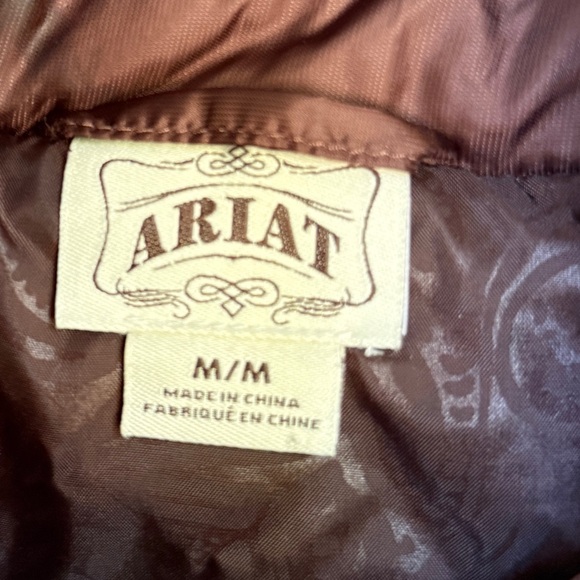 ARIAT
M/M
MADE IN CHINA
FABRIQUÉ EN CHINE